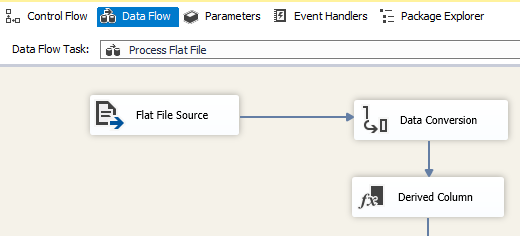 Control Flow Data Flow Parameters Event Handlers Package Explorer
Data Flow Task: Process Flat File
Flat File Source
Data Conversion
fx Derived Column